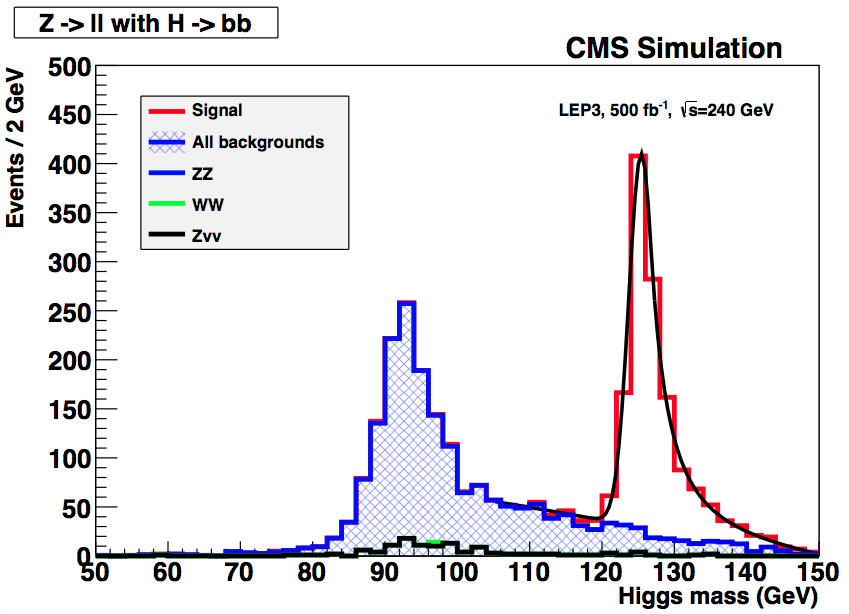 Z -> ll with H -> bb
CMS Simulation
LEP3, 500 fb⁻¹, √s=240 GeV
Signal
All backgrounds
ZZ
WW
Zνν
Events / 2 GeV
500
450
400
350
300
250
200
150
100
50
0
50 60 70 80 90 100 110 120 130 140 150
Higgs mass (GeV)